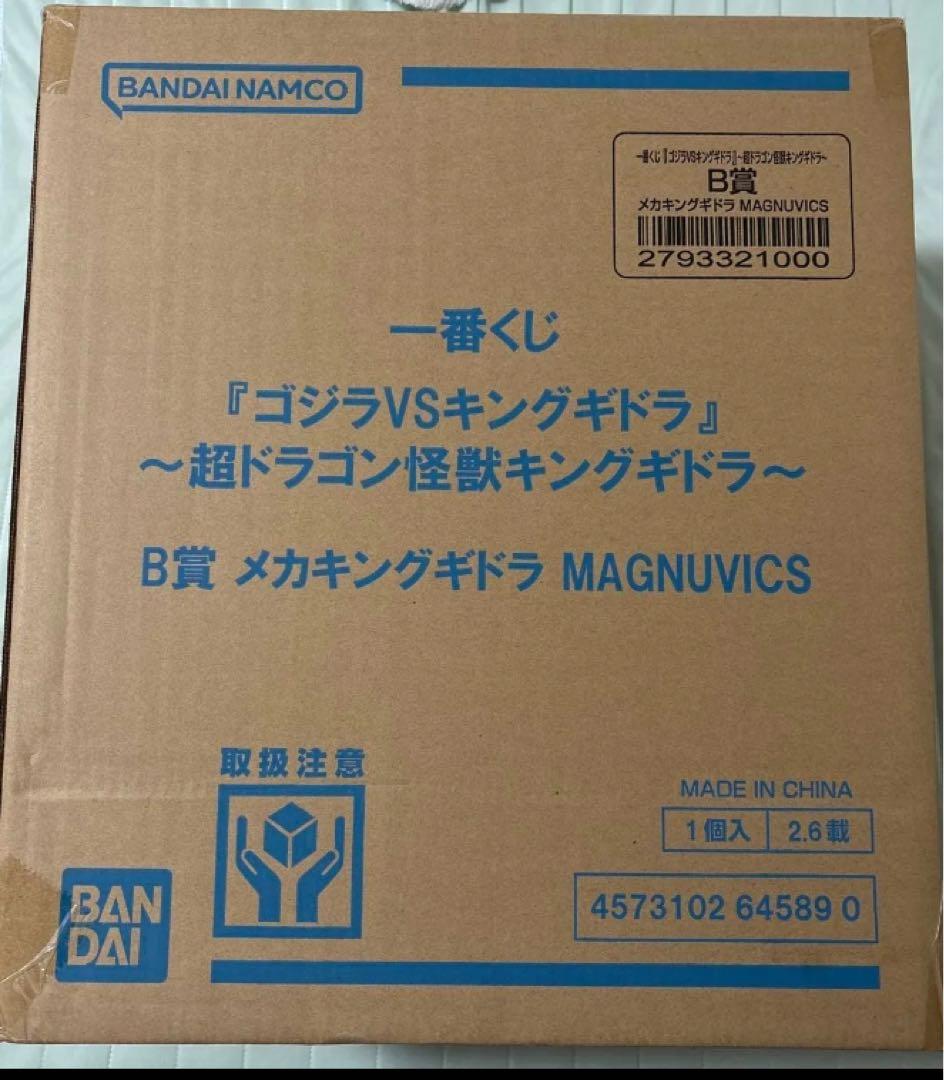 BANDAI NAMCO
一番くじ『ゴジラVSキングギドラ』～超ドラゴン怪獣キングギドラ～
B賞
メカキングギドラ MAGNUVICS
2793321000
一番くじ
『ゴジラVSキングギドラ』
～超ドラゴン怪獣キングギドラ～
B賞 メカキングギドラ MAGNUVICS
取扱注意
MADE IN CHINA
1個入 2.6載
4573102 64589 0
BAN
DAI